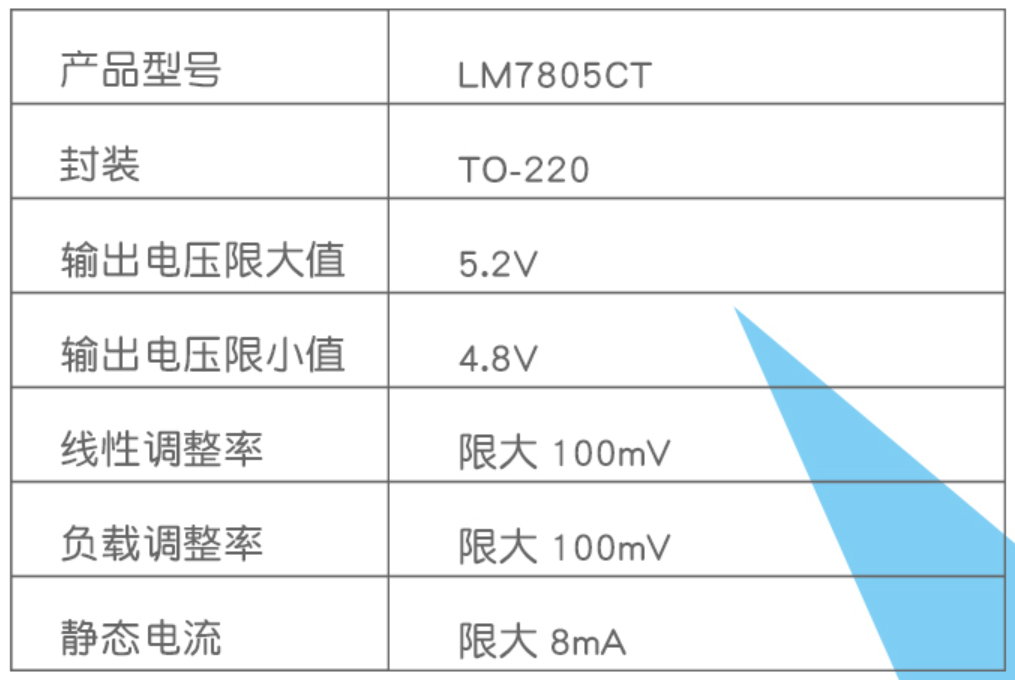 产品型号 LM7805CT
封装 TO-220
输出电压限大值 5.2V
输出电压限小值 4.8V
线性调整率 限大 100mV
负载调整率 限大 100mV
静态电流 限大 8mA